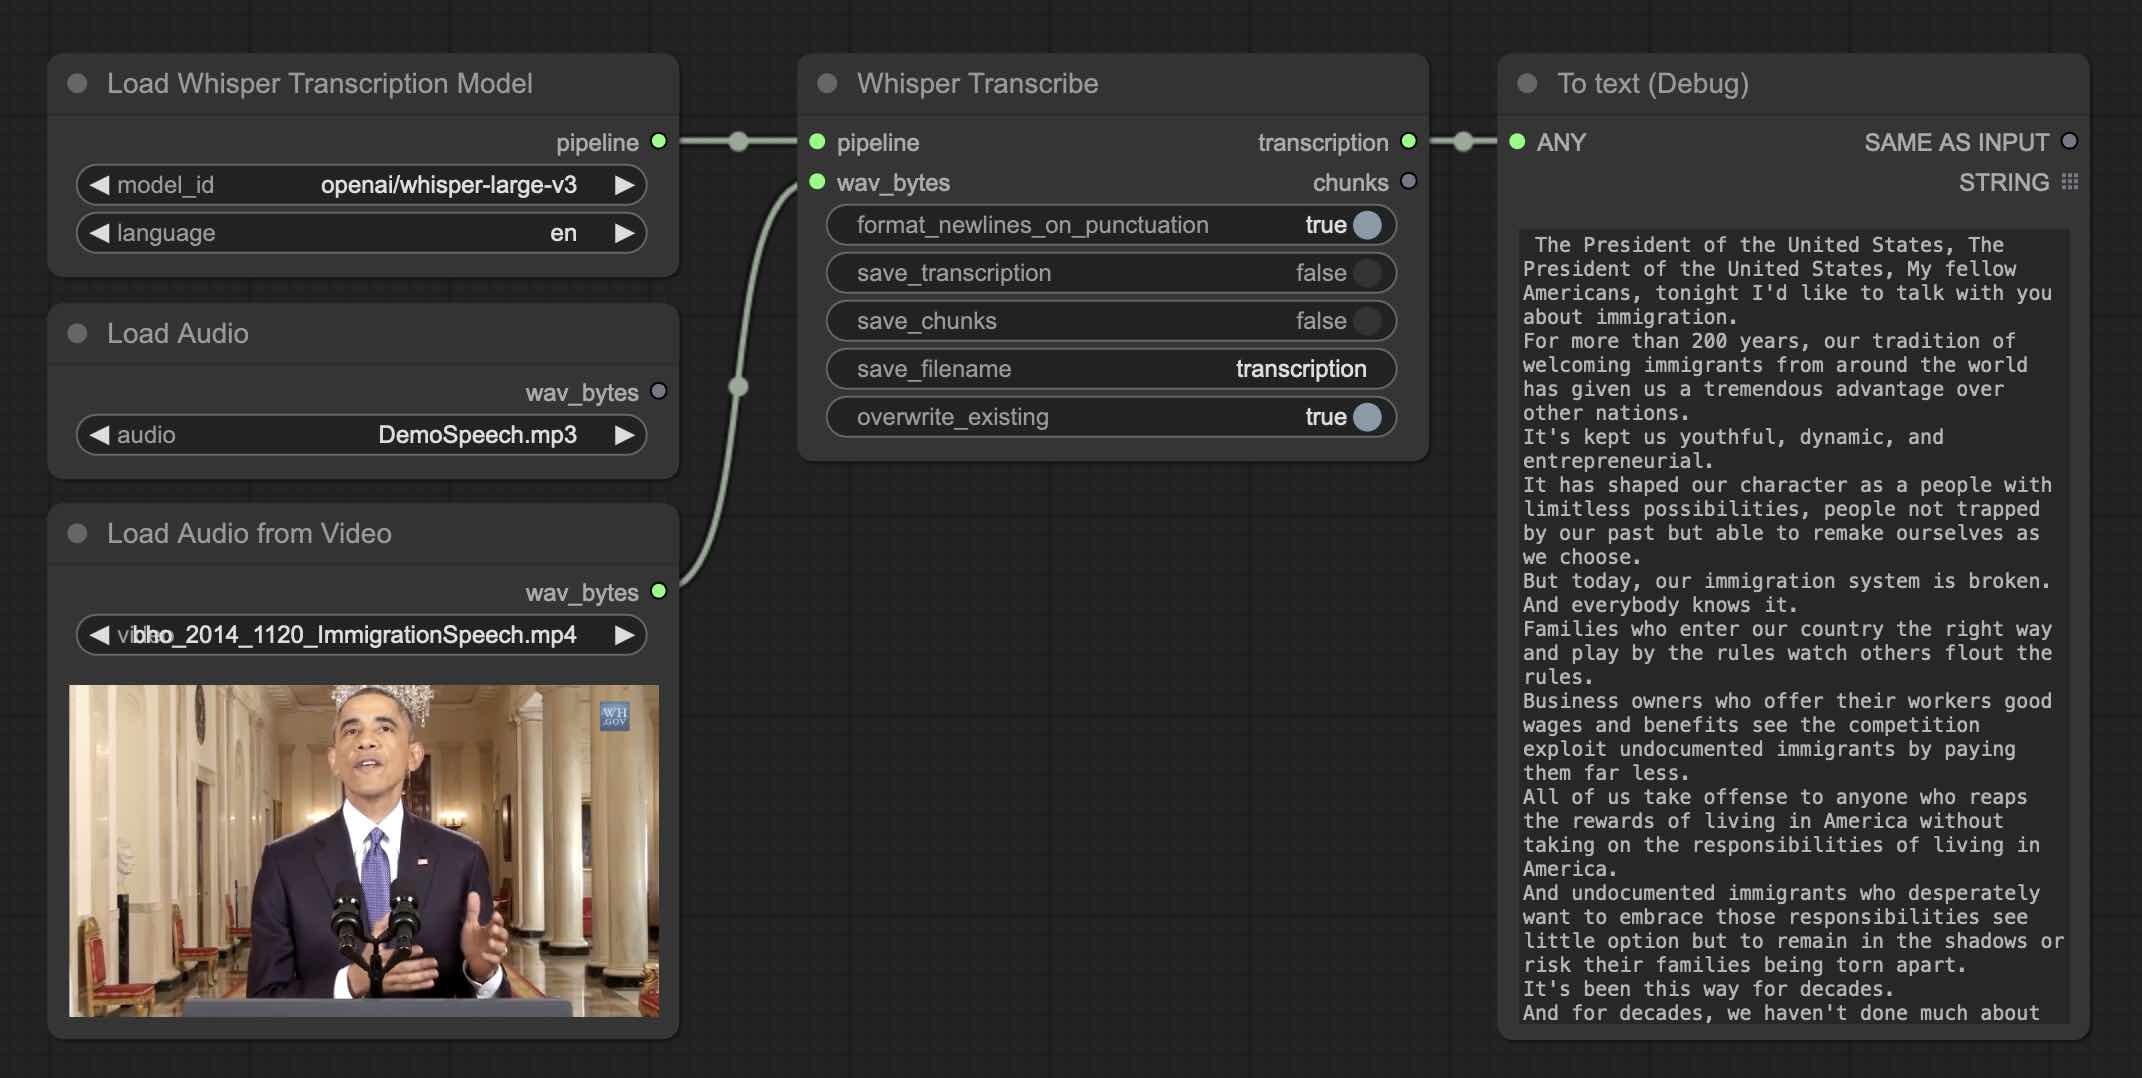 Load Whisper Transcription Model
pipeline
model_id openai/whisper-large-v3
language en
Load Audio
wav_bytes
audio DemoSpeech.mp3
Load Audio from Video
wav_bytes
video bho_2014_1120_ImmigrationSpeech.mp4
WH
.GOV
Whisper Transcribe
pipeline transcription
wav_bytes chunks
format_newlines_on_punctuation true
save_transcription false
save_chunks false
save_filename transcription
overwrite_existing true
To text (Debug)
ANY SAME AS INPUT
STRING
The President of the United States, The
President of the United States, My fellow
Americans, tonight I'd like to talk with you
about immigration.
For more than 200 years, our tradition of
welcoming immigrants from around the world
has given us a tremendous advantage over
other nations.
It's kept us youthful, dynamic, and
entrepreneurial.
It has shaped our character as a people with
limitless possibilities, people not trapped
by our past but able to remake ourselves as
we choose.
But today, our immigration system is broken.
And everybody knows it.
Families who enter our country the right way
and play by the rules watch others flout the
rules.
Business owners who offer their workers good
wages and benefits see the competition
exploit undocumented immigrants by paying
them far less.
All of us take offense to anyone who reaps
the rewards of living in America without
taking on the responsibilities of living in
America.
And undocumented immigrants who desperately
want to embrace those responsibilities see
little option but to remain in the shadows or
risk their families being torn apart.
It's been this way for decades.
And for decades, we haven't done much about